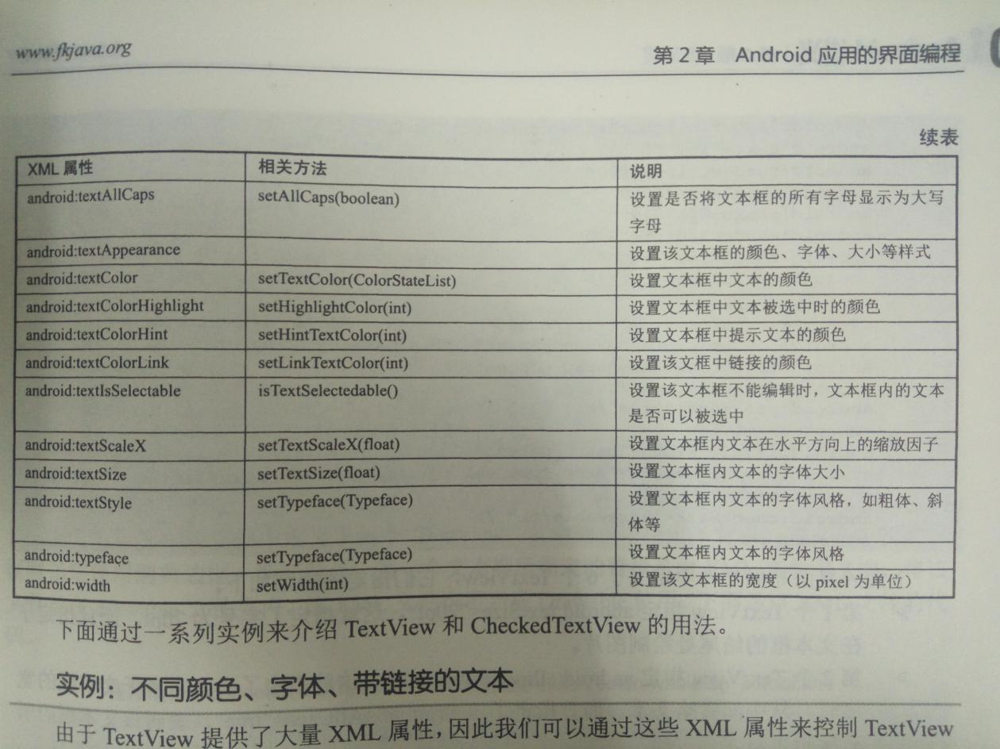 www.fkjava.org
第 2 章 Android 应用的界面编程
续表
XML 属性 相关方法 说明
android:textAllCaps setAllCaps(boolean) 设置是否将文本框的所有字母显示为大写
字母
android:textAppearance 设置该文本框的颜色、字体、大小等样式
android:textColor setTextColor(ColorStateList) 设置文本框中文本的颜色
android:textColorHighlight setHighlightColor(int) 设置文本框中文本被选中时的颜色
android:textColorHint setHintTextColor(int) 设置文本框中提示文本的颜色
android:textColorLink setLinkTextColor(int) 设置该文框中链接的颜色
android:textIsSelectable isTextSelectedable() 设置该文本框不能编辑时，文本框内的文本
是否可以被选中
android:textScaleX setTextScaleX(float) 设置文本框内文本在水平方向上的缩放因子
android:textSize setTextSize(float) 设置文本框内文本的字体大小
android:textStyle setTypeface(Typeface) 设置文本框内文本的字体风格，如粗体、斜
体等
android:typeface setTypeface(Typeface) 设置文本框内文本的字体风格
android:width setWidth(int) 设置该文本框的宽度（以 pixel 为单位）
下面通过一系列实例来介绍 TextView 和 CheckedTextView 的用法。
实例：不同颜色、字体、带链接的文本
由于 TextView 提供了大量 XML 属性，因此我们可以通过这些 XML 属性来控制 TextView